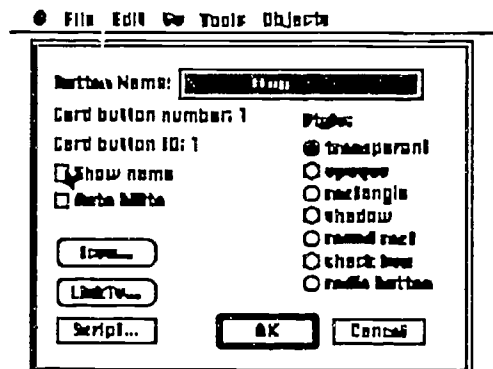 File Edit Go Tools Objects
Button Name:
Card button number: 1
Card button ID: 1
Show name
Auto hilite
Style:
transparent
opaque
rectangle
shadow
round rect
check box
radio button
Icon...
LinkTo...
Script...
OK
Cancel